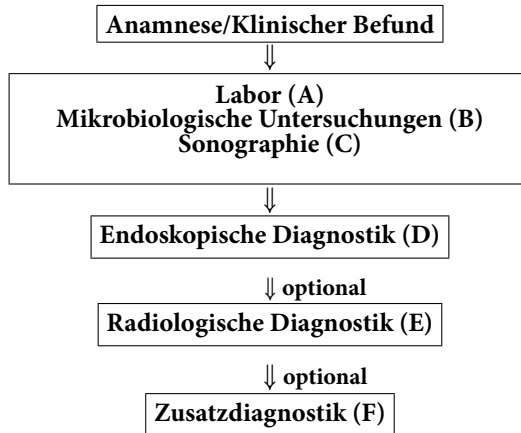 Anamnese/Klinischer Befund
⇓
Labor (A)
Mikrobiologische Untersuchungen (B)
Sonographie (C)
⇓
Endoskopische Diagnostik (D)
⇓ optional
Radiologische Diagnostik (E)
⇓ optional
Zusatzdiagnostik (F)